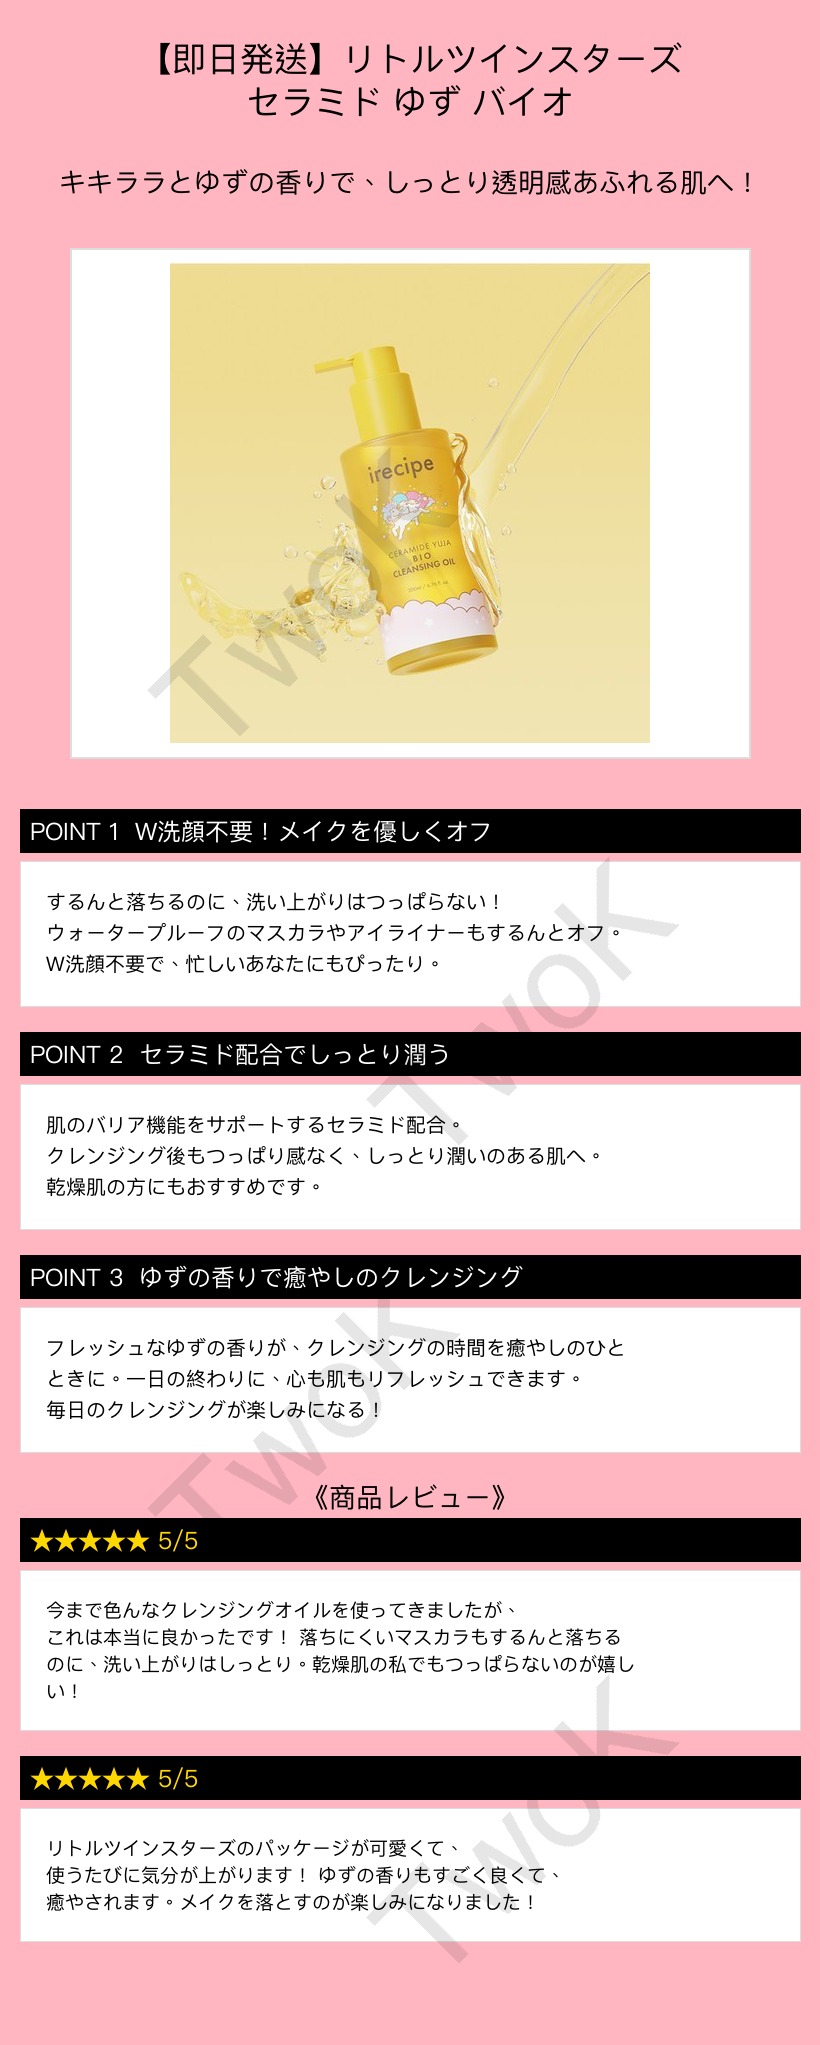 【即日発送】リトルツインスターズ
セラミド ゆず バイオ
キキララとゆずの香りで、しっとり透明感あふれる肌へ！
irecipe
CERAMIDE YUJA
BIO
CLEANSING OIL
200ml / 6.76 fl. oz
TwoK
POINT 1 W洗顔不要！メイクを優しくオフ
するんと落ちるのに、洗い上がりはつっぱらない！
ウォータープルーフのマスカラやアイライナーもするんとオフ。
W洗顔不要で、忙しいあなたにもぴったり。
TwoK
POINT 2 セラミド配合でしっとり潤う
肌のバリア機能をサポートするセラミド配合。
クレンジング後もつっぱり感なく、しっとり潤いのある肌へ。
乾燥肌の方にもおすすめです。
POINT 3 ゆずの香りで癒やしのクレンジング
フレッシュなゆずの香りが、クレンジングの時間を癒やしのひと
ときに。一日の終わりに、心も肌もリフレッシュできます。
毎日のクレンジングが楽しみになる！
TwoK
《商品レビュー》
★★★★★ 5/5
今まで色んなクレンジングオイルを使ってきましたが、
これは本当に良かったです！ 落ちにくいマスカラもするんと落ちる
のに、洗い上がりはしっとり。乾燥肌の私でもつっぱらないのが嬉し
い！
★★★★★ 5/5
リトルツインスターズのパッケージが可愛くて、
使うたびに気分が上がります！ ゆずの香りもすごく良くて、
癒やされます。メイクを落とすのが楽しみになりました！
TwoK